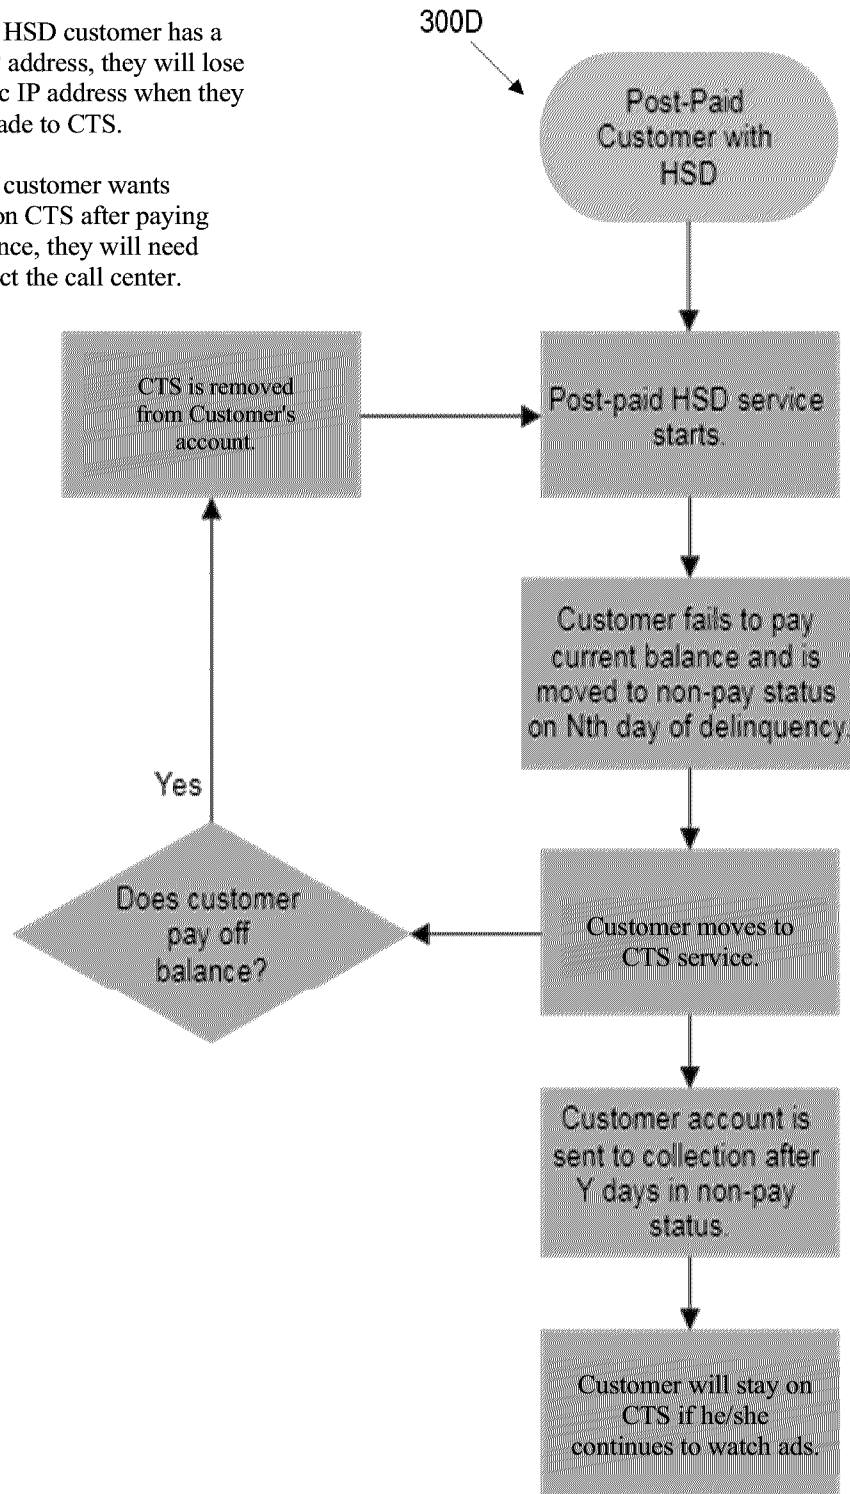 HSD customer has a
address, they will lose
IP address when they
to CTS.
customer wants
on CTS after paying
they will need
the call center.
300D
Post-Paid
Customer with
HSD
CTS is removed
from Customer's
account.
Post-paid HSD service
starts.
Customer fails to pay
current balance and is
moved to non-pay status
on Nth day of delinquency.
Yes
Does customer
pay off
balance?
Customer moves to
CTS service.
Customer account is
sent to collection after
Y days in non-pay
status.
Customer will stay on
CTS if he/she
continues to watch ads.